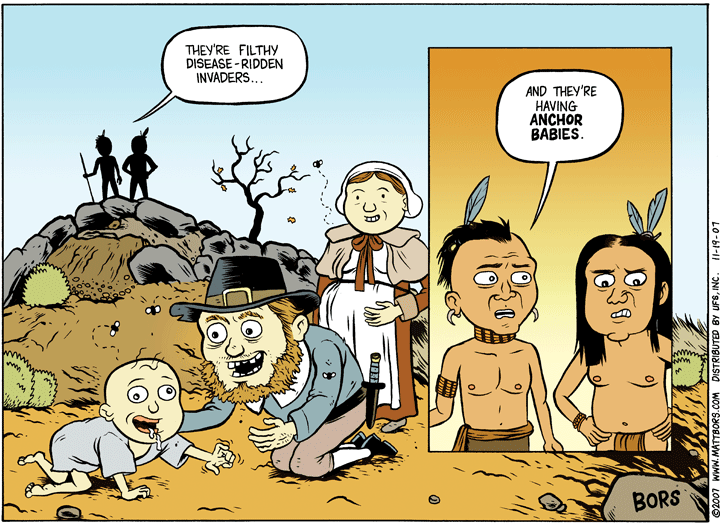 THEY'RE FILTHY
DISEASE-RIDDEN
INVADERS...
AND THEY'RE
HAVING
ANCHOR
BABIES.
BORS
©2007 WWW.MATTBORS.COM DISTRIBUTED BY UFS, INC. 11-19-07